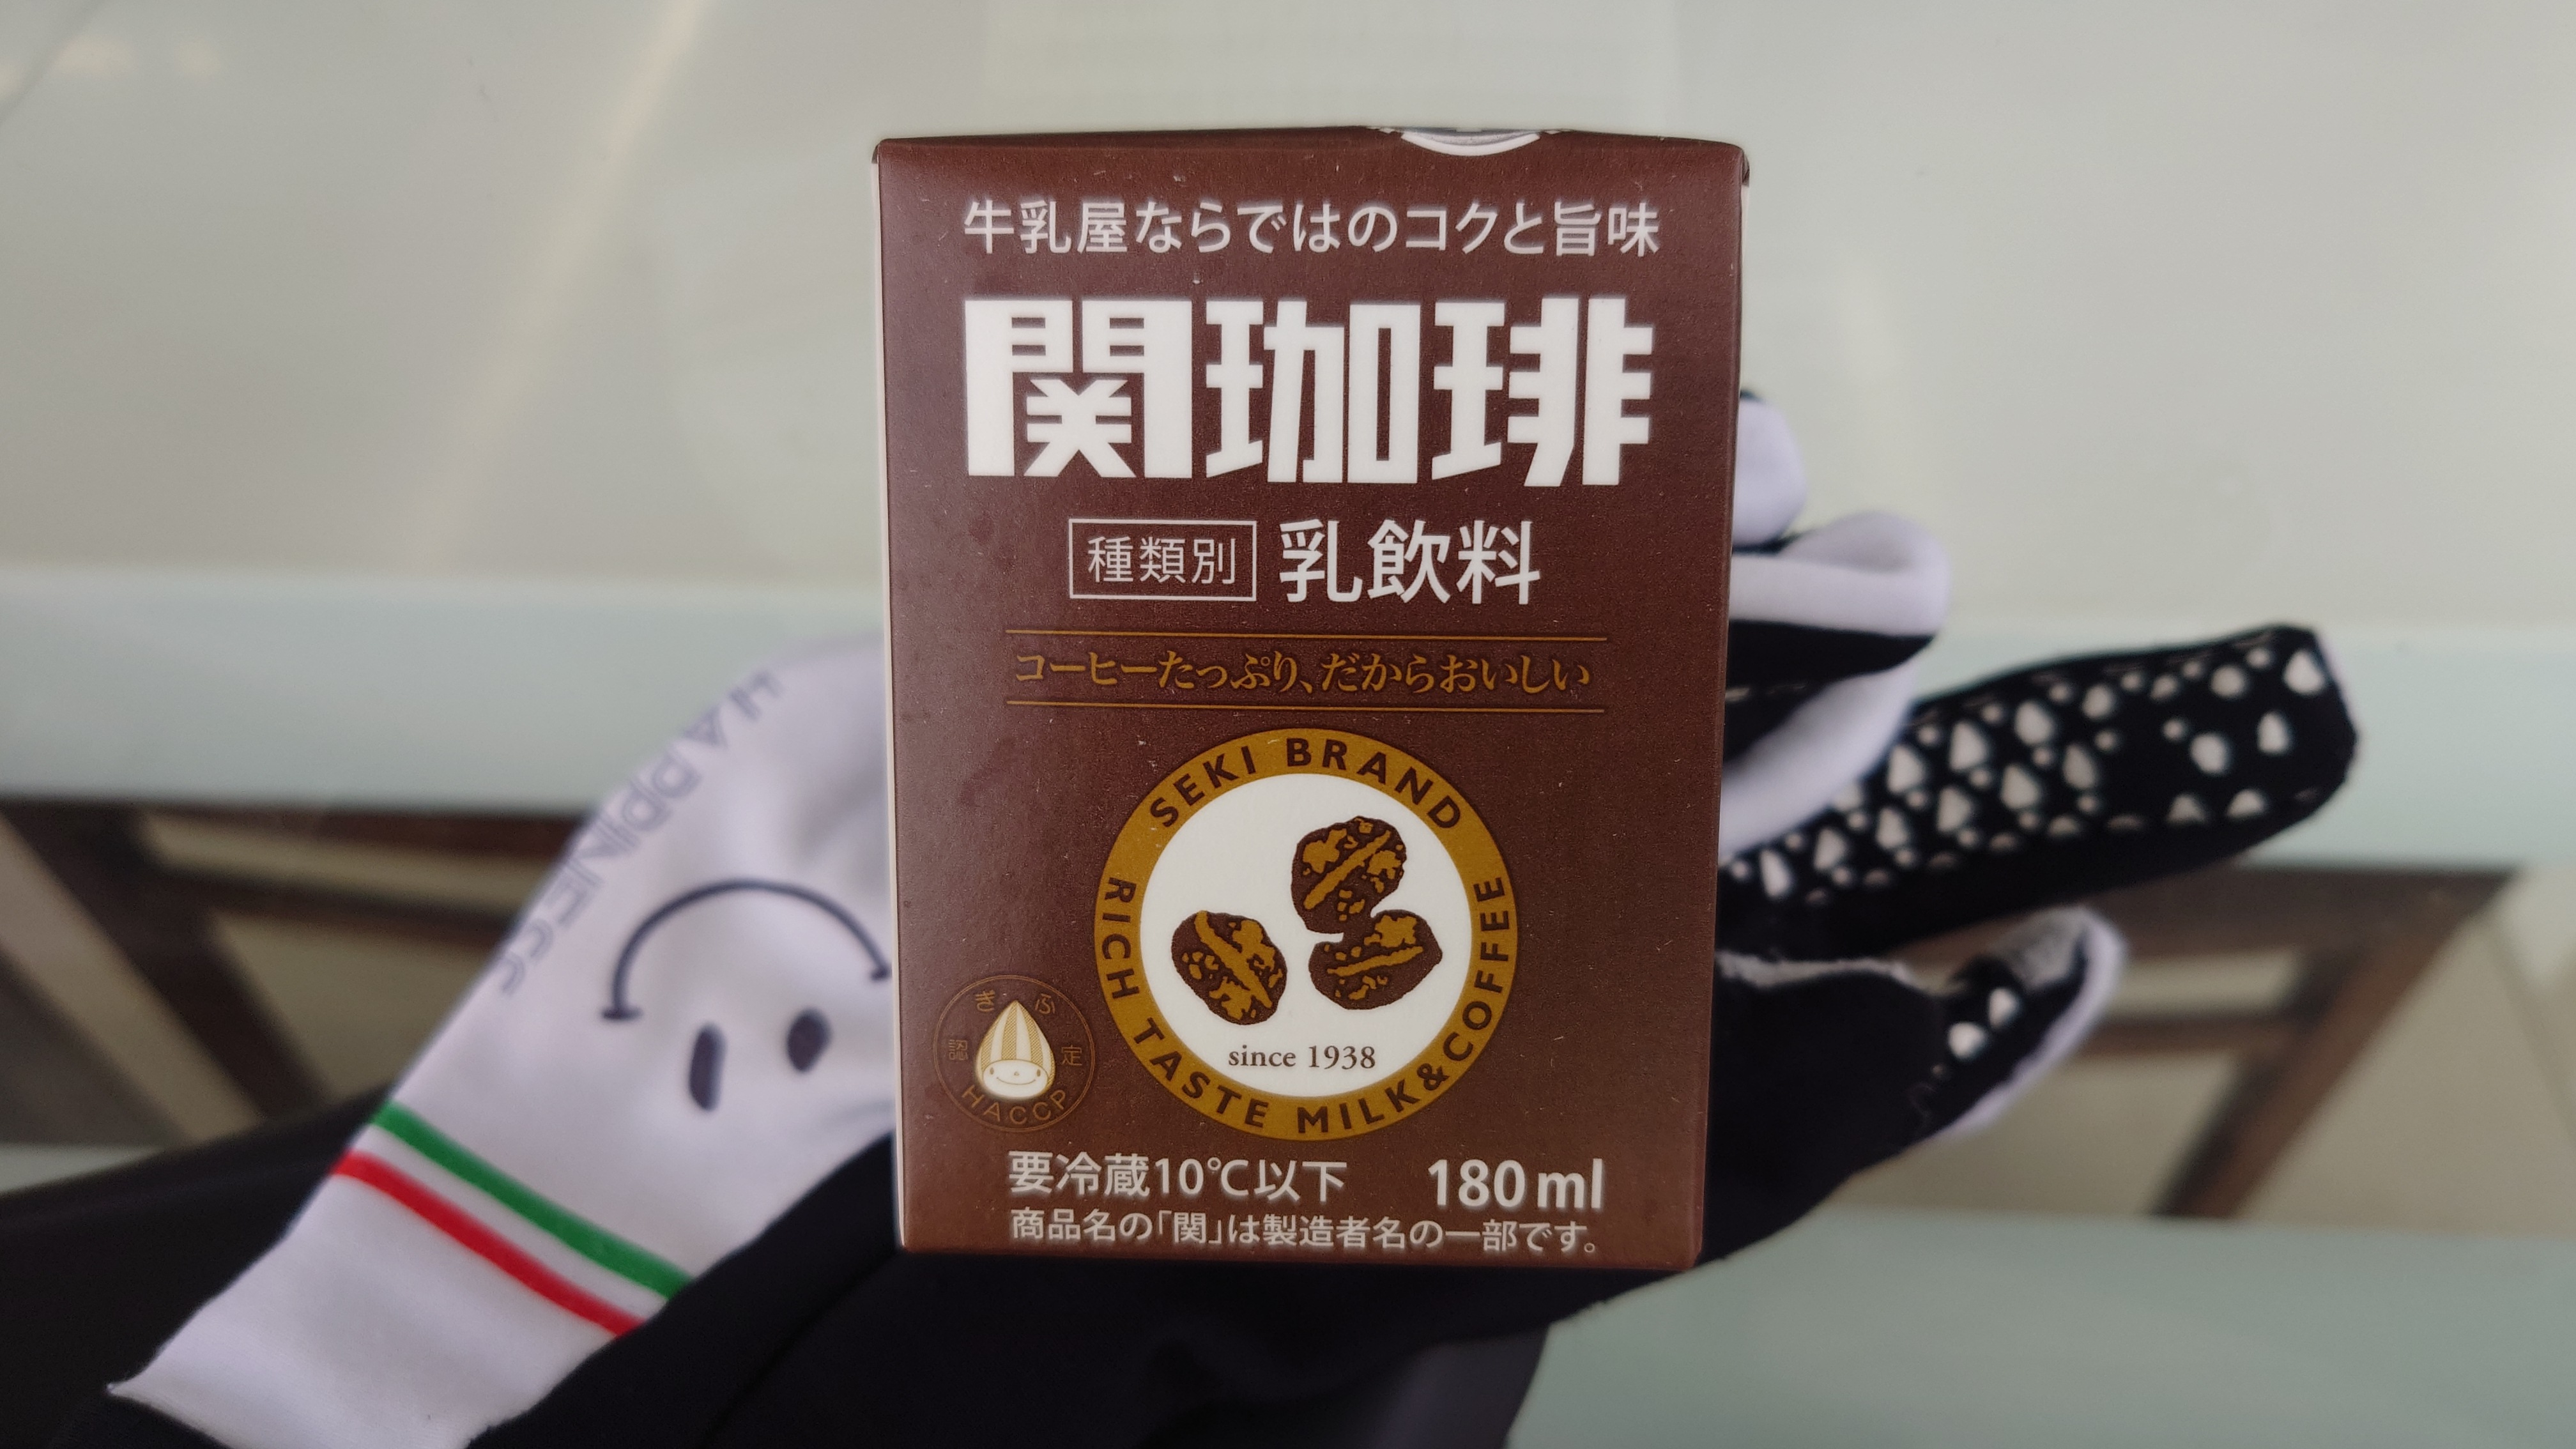 牛乳屋ならではのコクと旨味
関珈琲
種類別 乳飲料
コーヒーたっぷり、だからおいしい
SEKI BRAND
RICH TASTE MILK&COFFEE
since 1938
ぎふ
認定
HACCP
要冷蔵10℃以下 180ml
商品名の「関」は製造者名の一部です。
HAPPINESS